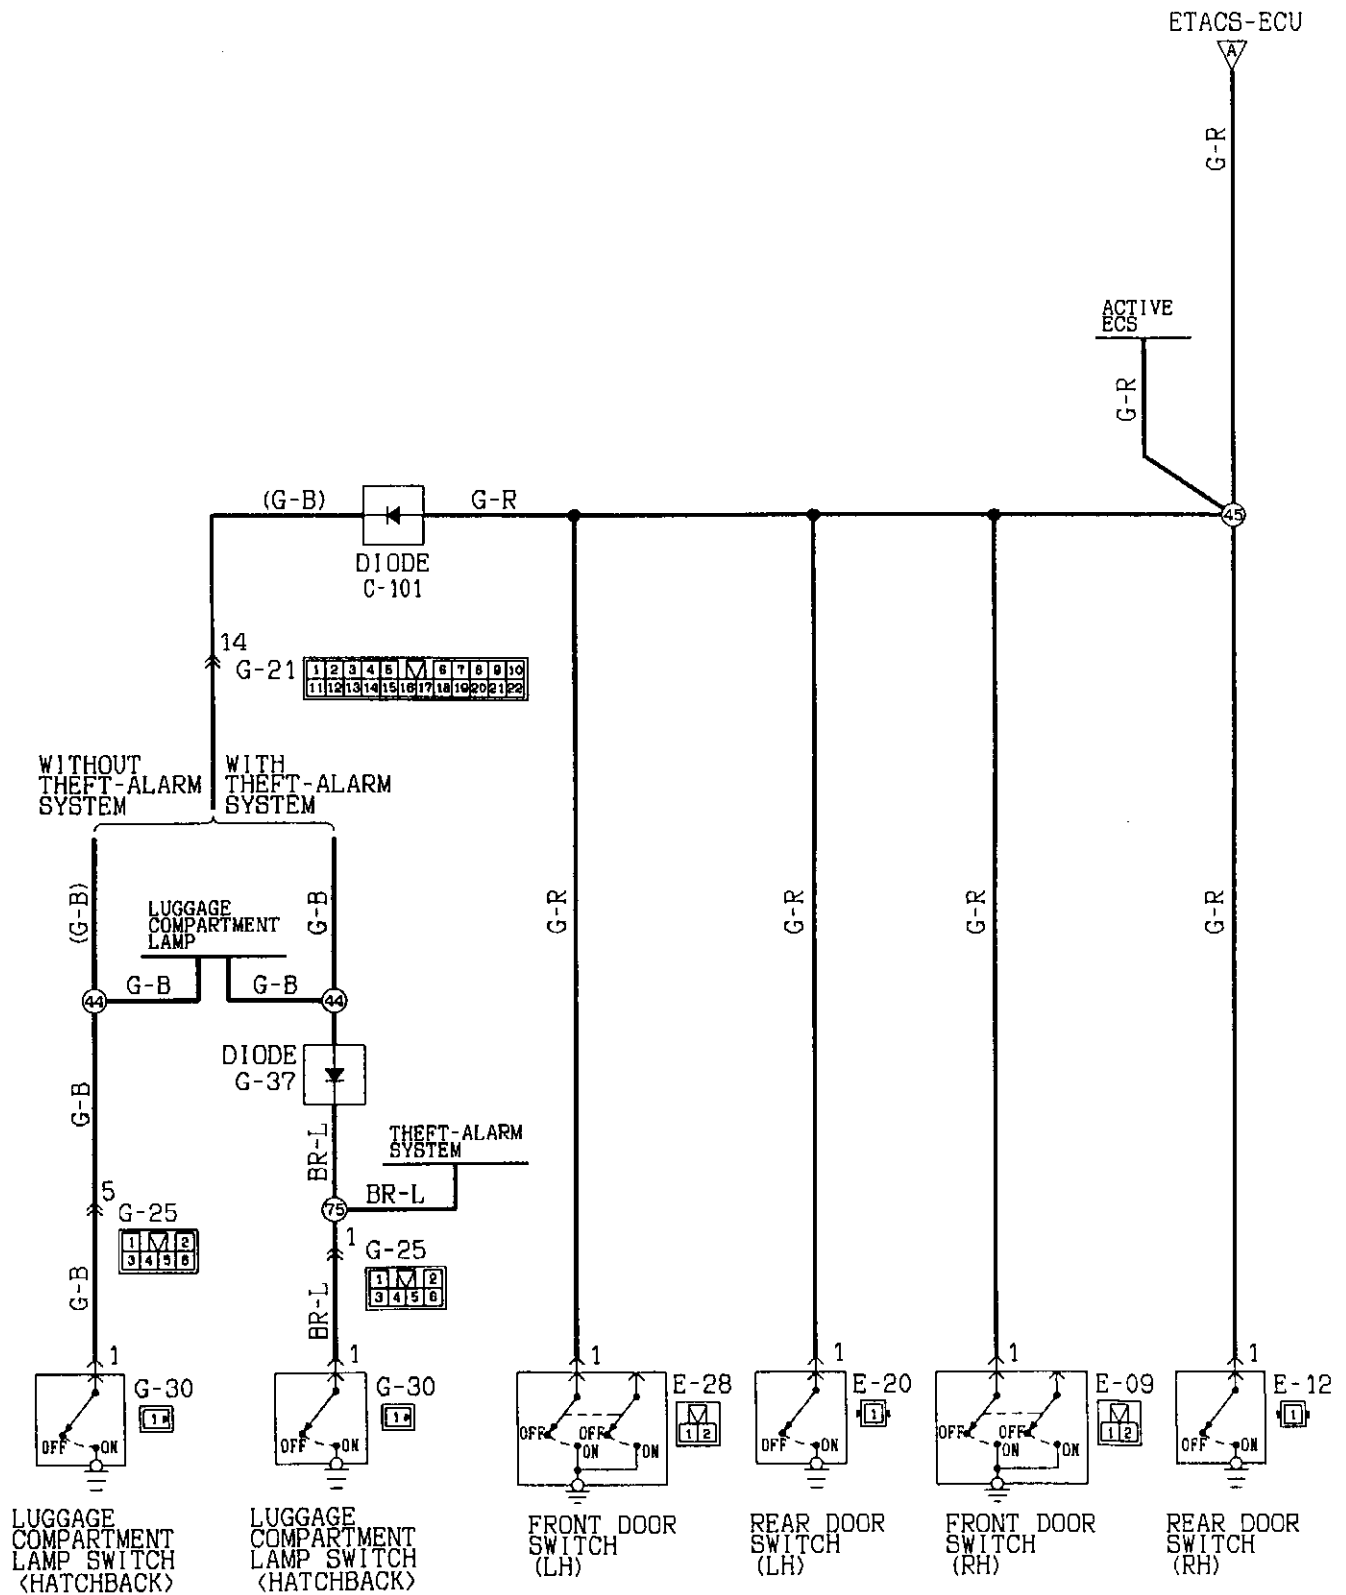 ETACS-ECU
A
G-R
ACTIVE
ECS
G-R
(G-B)
G-R
45
DIODE
C-101
14
G-21
1 2 3 4 5 6 7 8 9 10
11 12 13 14 15 16 17 18 19 20 21 22
WITHOUT
THEFT-ALARM
SYSTEM
WITH
THEFT-ALARM
SYSTEM
(G-B)
LUGGAGE
COMPARTMENT
LAMP
G-B
G-R
G-R
G-R
G-R
44
G-B
G-B
44
DIODE
G-37
G-B
BR-L
THEFT-ALARM
SYSTEM
5
G-25
1 2
3 4 5 6
75
BR-L
1
G-25
1 2
3 4 5 6
G-B
BR-L
1
G-30
1
OFF ON
1
G-30
1
OFF ON
1
E-28
1 2
OFF ON OFF ON
1
E-20
1
OFF ON
1
E-09
1 2
OFF ON OFF ON
1
E-12
1
OFF ON
LUGGAGE
COMPARTMENT
LAMP SWITCH
<HATCHBACK>
LUGGAGE
COMPARTMENT
LAMP SWITCH
<HATCHBACK>
FRONT DOOR
SWITCH
(LH)
REAR DOOR
SWITCH
(LH)
FRONT DOOR
SWITCH
(RH)
REAR DOOR
SWITCH
(RH)